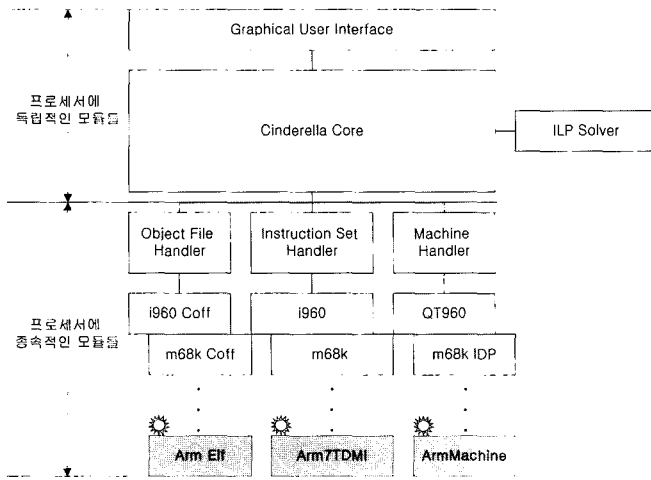 Graphical User Interface
프로세서에
독립적인 모듈들
Cinderella Core
ILP Solver
Object File
Handler
Instruction Set
Handler
Machine
Handler
프로세서에
종속적인 모듈들
i960 Coff
i960
QT960
m68k Coff
m68k
m68k IDP
Arm Elf
Arm7TDMI
ArmMachine